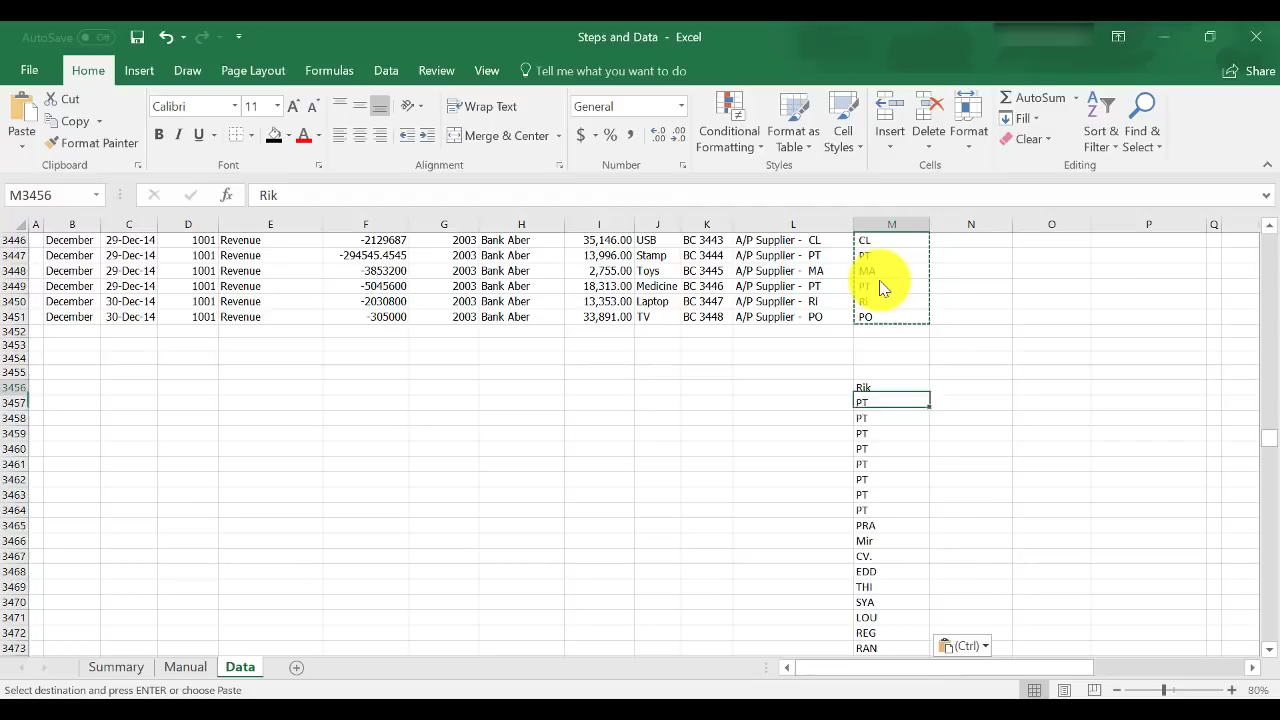 AutoSave Off
Steps and Data - Excel
File Home Insert Draw Page Layout Formulas Data Review View Tell me what you want to do Share
Paste Cut Copy Format Painter Clipboard
Calibri 11 A A B I U A Font
Wrap Text Merge & Center Alignment
General $ % , Number
Conditional Formatting Format as Table Cell Styles Styles
Insert Delete Format Cells
AutoSum Fill Clear Sort & Filter Find & Select Editing
M3456 fx Rik
A B C D E F G H I J K L M N O P Q
3446 December 29-Dec-14 1001 Revenue -2129687 2003 Bank Aber 35,146.00 USB BC 3443 A/P Supplier - CL CL
3447 December 29-Dec-14 1001 Revenue -294545.4545 2003 Bank Aber 13,996.00 Stamp BC 3444 A/P Supplier - PT PT
3448 December 29-Dec-14 1001 Revenue -3853200 2003 Bank Aber 2,755.00 Toys BC 3445 A/P Supplier - MA MA
3449 December 29-Dec-14 1001 Revenue -5045600 2003 Bank Aber 18,313.00 Medicine BC 3446 A/P Supplier - PT PT
3450 December 30-Dec-14 1001 Revenue -2030800 2003 Bank Aber 13,353.00 Laptop BC 3447 A/P Supplier - RI RI
3451 December 30-Dec-14 1001 Revenue -305000 2003 Bank Aber 33,891.00 TV BC 3448 A/P Supplier - PO PO
3452
3453
3454
3455
3456 Rik
3457 PT
3458 PT
3459 PT
3460 PT
3461 PT
3462 PT
3463 PT
3464 PT
3465 PRA
3466 Mir
3467 CV.
3468 EDD
3469 THI
3470 SYA
3471 LOU
3472 REG
3473 RAN
(Ctrl)
Summary Manual Data
Select destination and press ENTER or choose Paste 80%